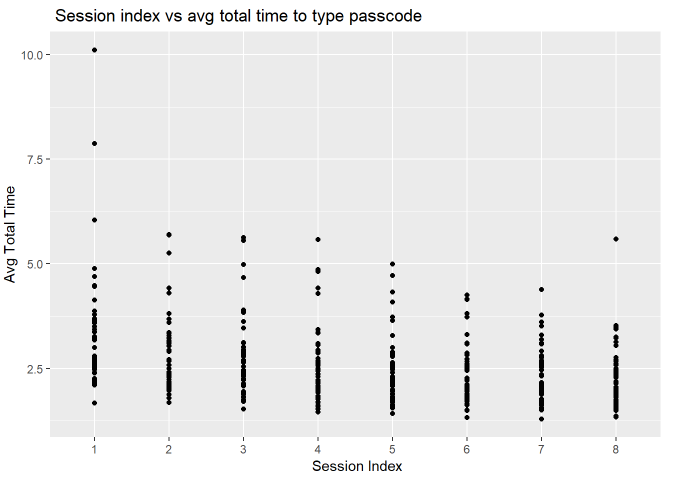 Session index vs avg total time to type passcode
Avg Total Time
10.0
7.5
5.0
2.5
1 2 3 4 5 6 7 8
Session Index